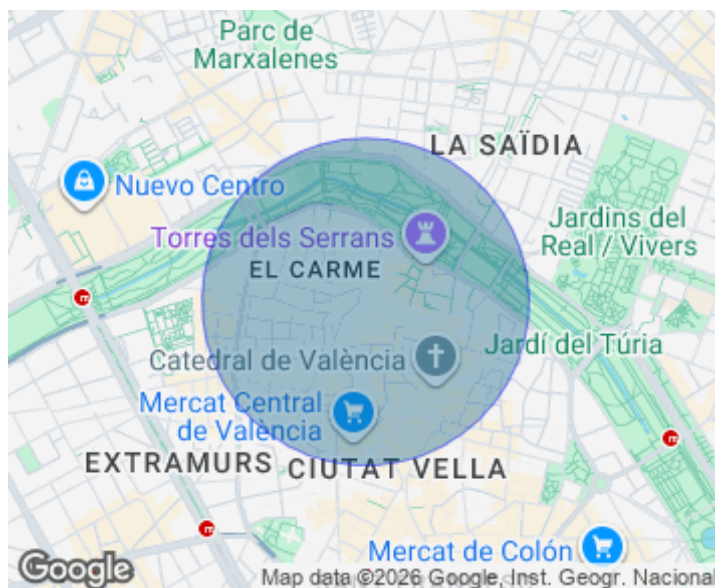 Parc de
Marxalenes
LA SAÏDIA
Nuevo Centro
Jardins del
Real / Vivers
Torres dels Serrans
EL CARME
Catedral de València
Jardí del Túria
Mercat Central
de València
EXTRAMURS
CIUTAT VELLA
Mercat de Colón
Google
Map data ©2026 Google, Inst. Geogr. Nacional